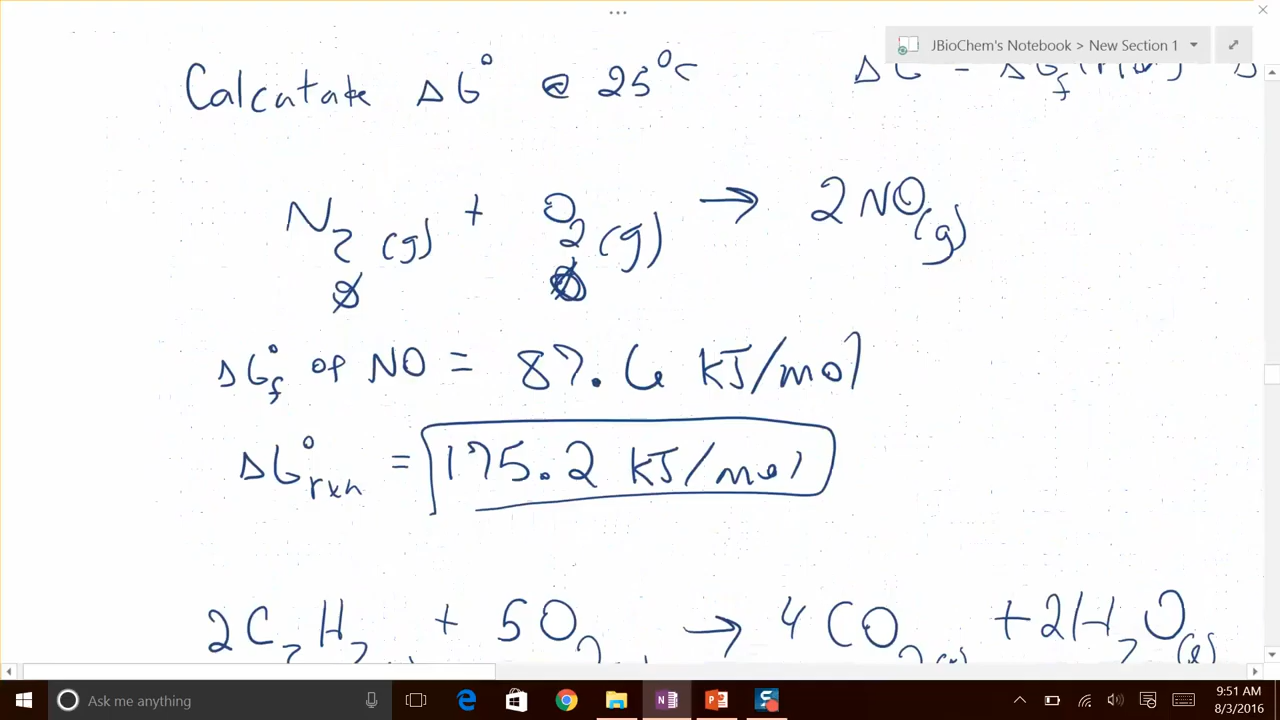 ...
JBioChem's Notebook > New Section 1
Calculate ΔG° @ 25°C
N2 (g) + O2 (g) → 2NO(g)
∅ ∅
ΔGf° of NO = 87.6 kJ/mol
ΔG°rxn = 175.2 kJ/mol
2C2H2 + 5O2 → 4CO2(g) + 2H2O(l)
Ask me anything
9:51 AM
8/3/2016